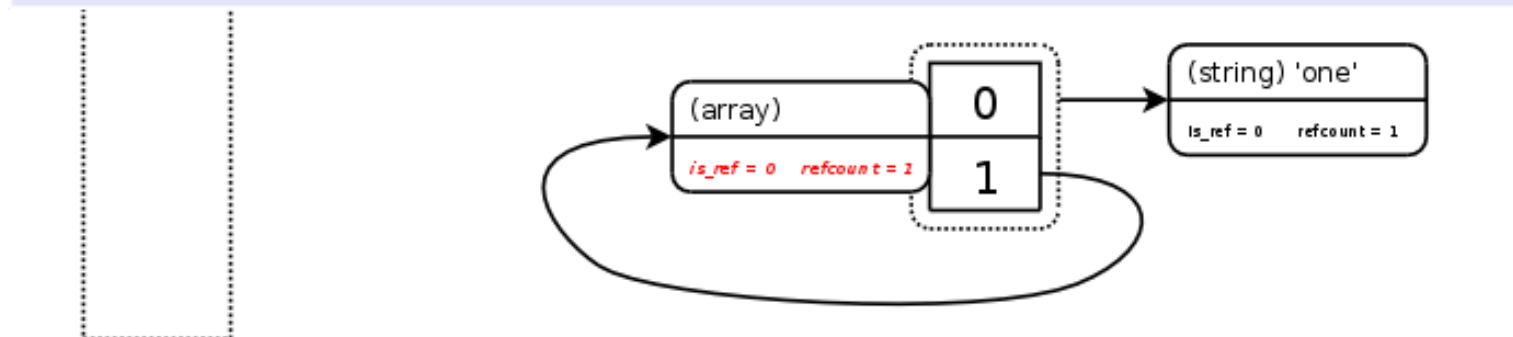 (array)
is_ref = 0 refcount = 1
0
1
(string) 'one'
Is_ref = 0 refcount = 1